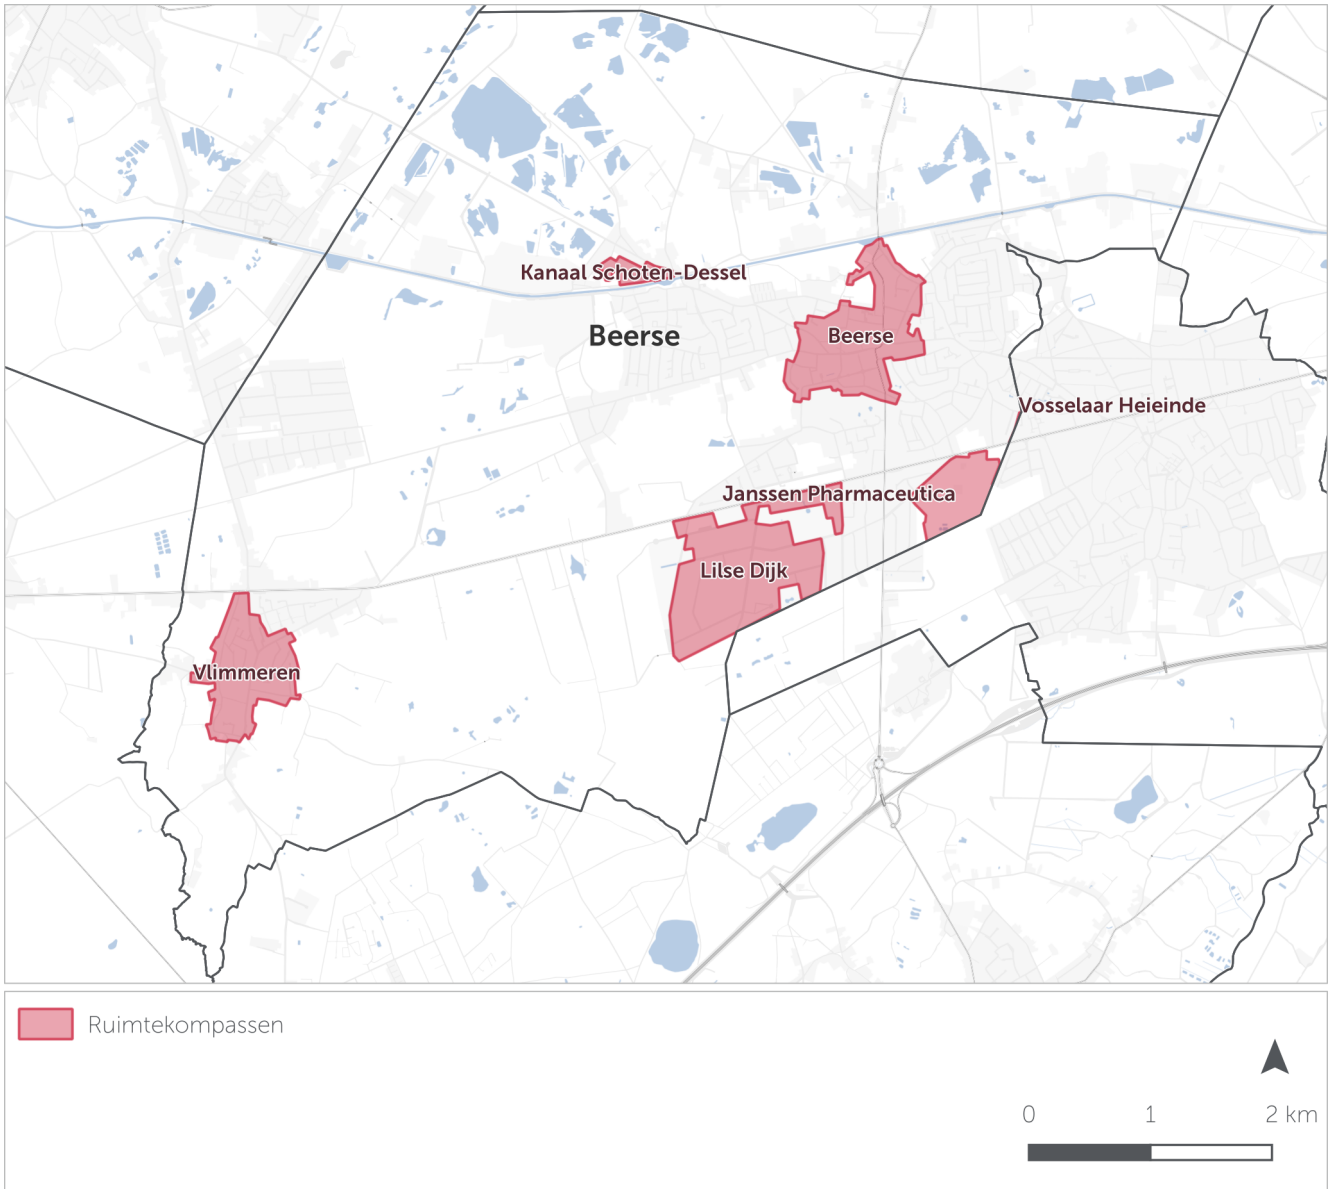 Kanaal Schoten-Dessel
Beerse
Beerse
Vosselaar Heieinde
Janssen Pharmaceutica
Lilse Dijk
Vlimmeren
Ruimtekompassen
0 1 2 km